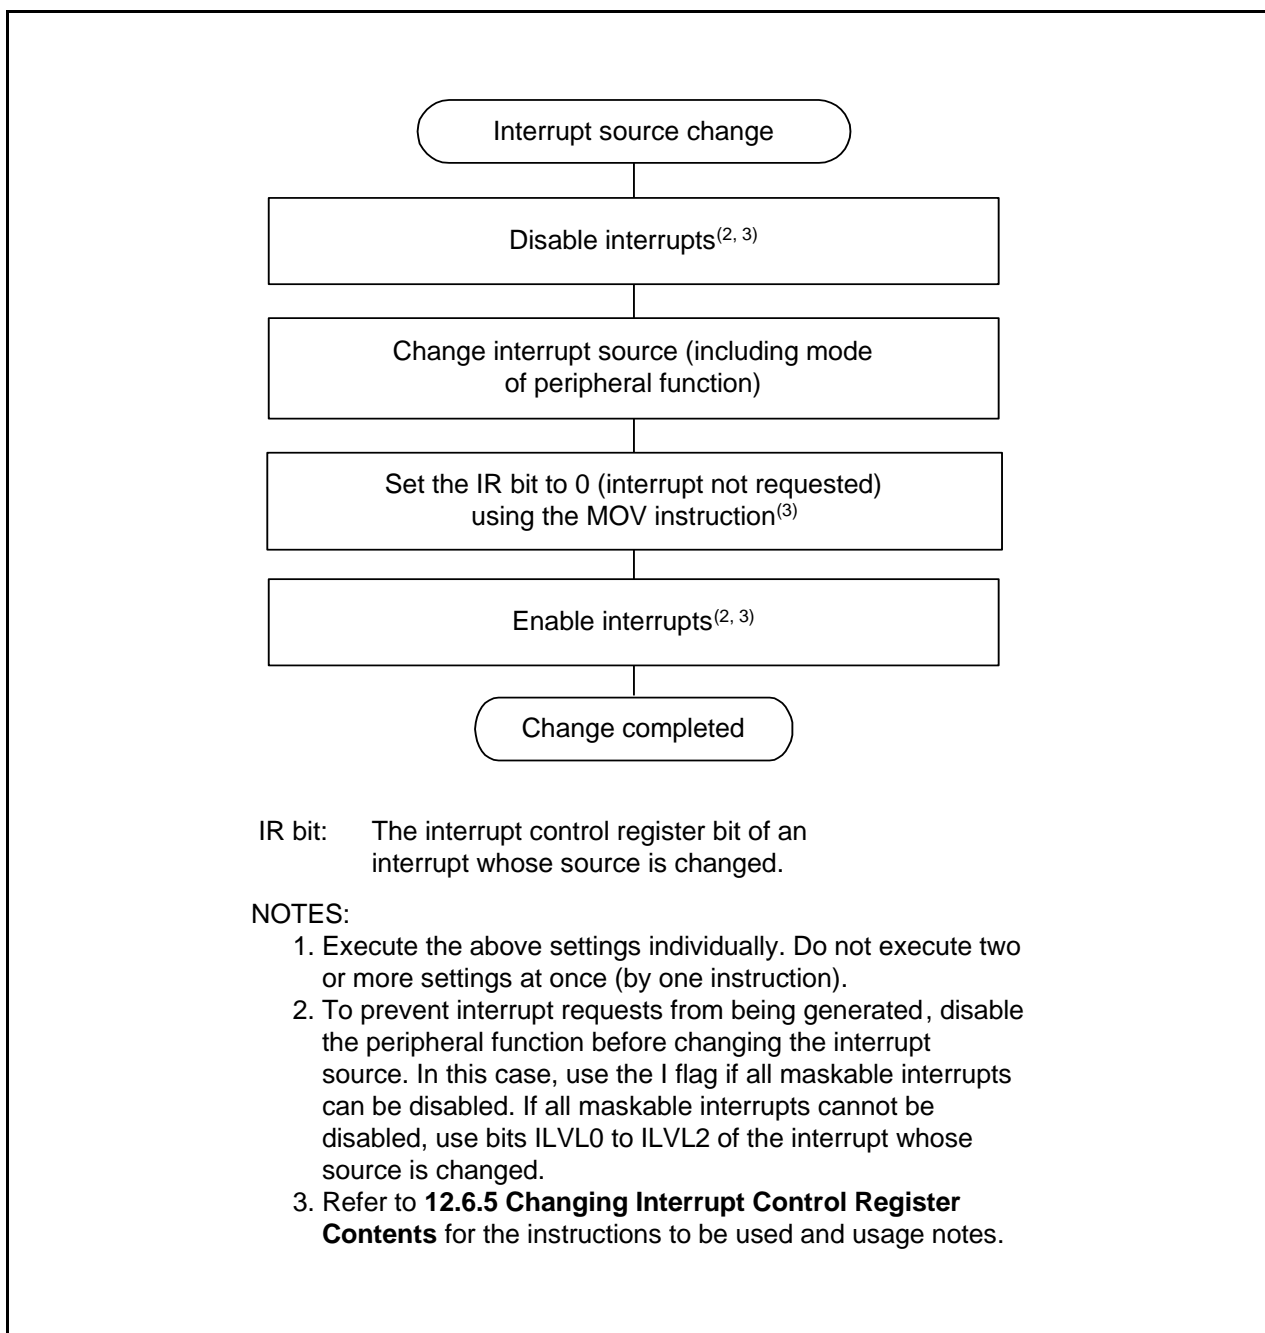 Interrupt source change
Disable interrupts(2, 3)
Change interrupt source (including mode
of peripheral function)
Set the IR bit to 0 (interrupt not requested)
using the MOV instruction(3)
Enable interrupts(2, 3)
Change completed
IR bit: The interrupt control register bit of an
interrupt whose source is changed.
NOTES:
1. Execute the above settings individually. Do not execute two
or more settings at once (by one instruction).
2. To prevent interrupt requests from being generated, disable
the peripheral function before changing the interrupt
source. In this case, use the I flag if all maskable interrupts
can be disabled. If all maskable interrupts cannot be
disabled, use bits ILVL0 to ILVL2 of the interrupt whose
source is changed.
3. Refer to 12.6.5 Changing Interrupt Control Register
Contents for the instructions to be used and usage notes.